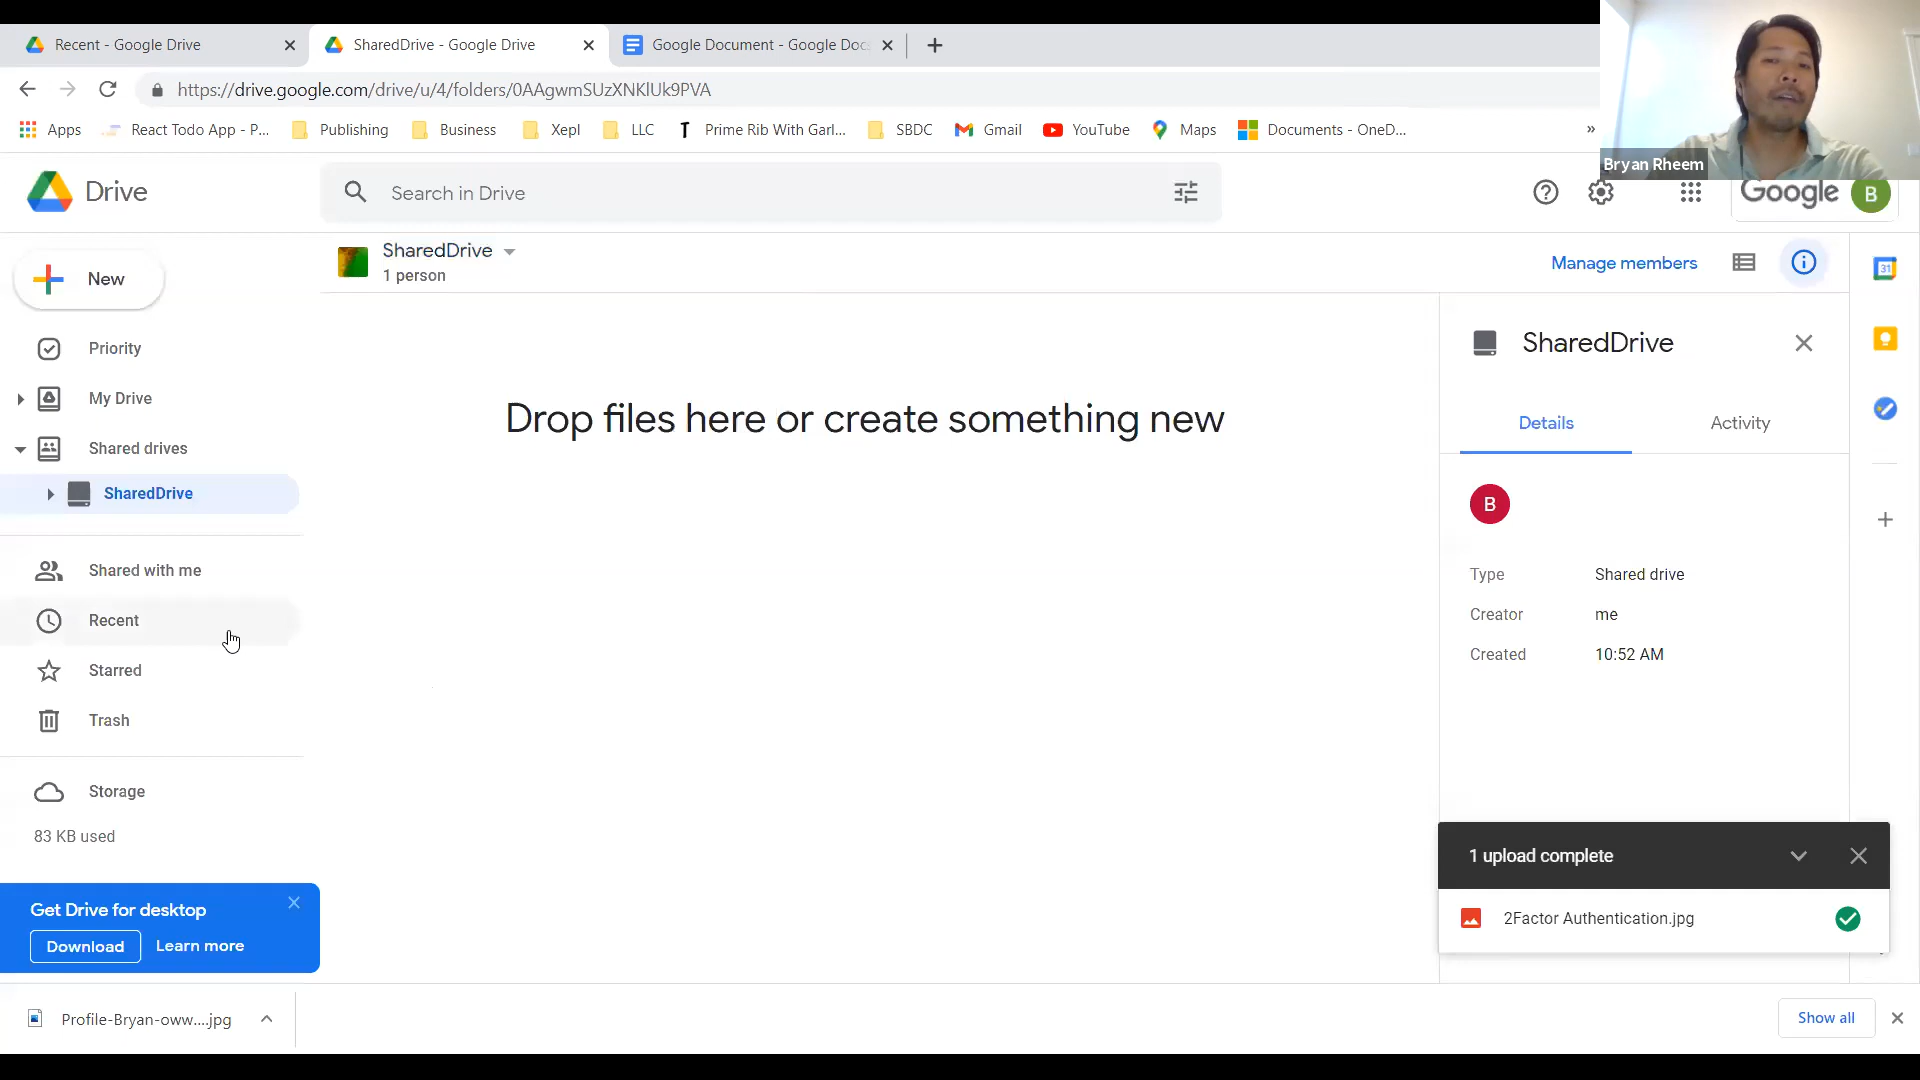 Recent - Google Drive
SharedDrive - Google Drive
Google Document - Google Doc
https://drive.google.com/drive/u/4/folders/0AAgwmSUzXNKlUk9PVA
Apps
React Todo App - P...
Publishing
Business
Xepl
LLC
Prime Rib With Garl...
SBDC
Gmail
YouTube
Maps
Documents - OneD...
»
Bryan Rheem
Drive
Search in Drive
Google
B
New
SharedDrive
1 person
Manage members
31
Priority
My Drive
Shared drives
SharedDrive
Shared with me
Recent
Starred
Trash
Storage
83 KB used
Drop files here or create something new
SharedDrive
Details
Activity
B
Type Shared drive
Creator me
Created 10:52 AM
1 upload complete
2Factor Authentication.jpg
Get Drive for desktop
Download
Learn more
Profile-Bryan-oww....jpg
Show all